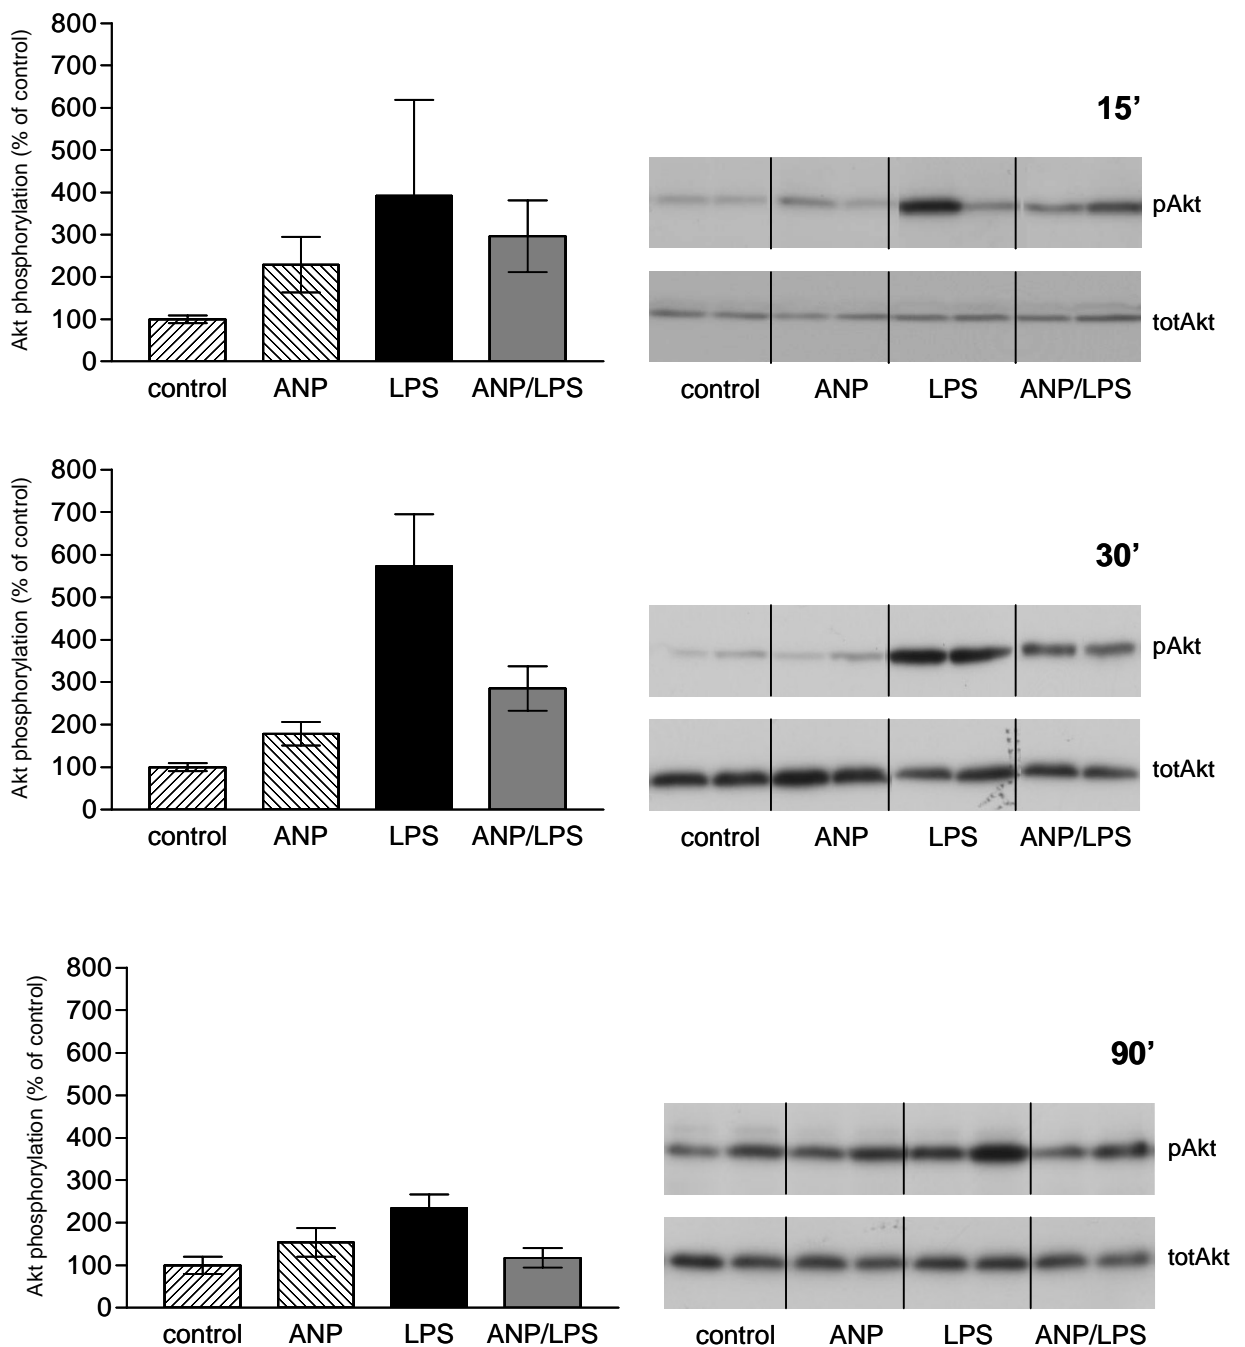 Akt phosphorylation (% of control)
800
700
600
500
400
300
200
100
0
control ANP LPS ANP/LPS
15’
pAkt
totAkt
control ANP LPS ANP/LPS
Akt phosphorylation (% of control)
800
700
600
500
400
300
200
100
0
control ANP LPS ANP/LPS
30’
pAkt
totAkt
control ANP LPS ANP/LPS
Akt phosphorylation (% of control)
800
700
600
500
400
300
200
100
0
control ANP LPS ANP/LPS
90’
pAkt
totAkt
control ANP LPS ANP/LPS